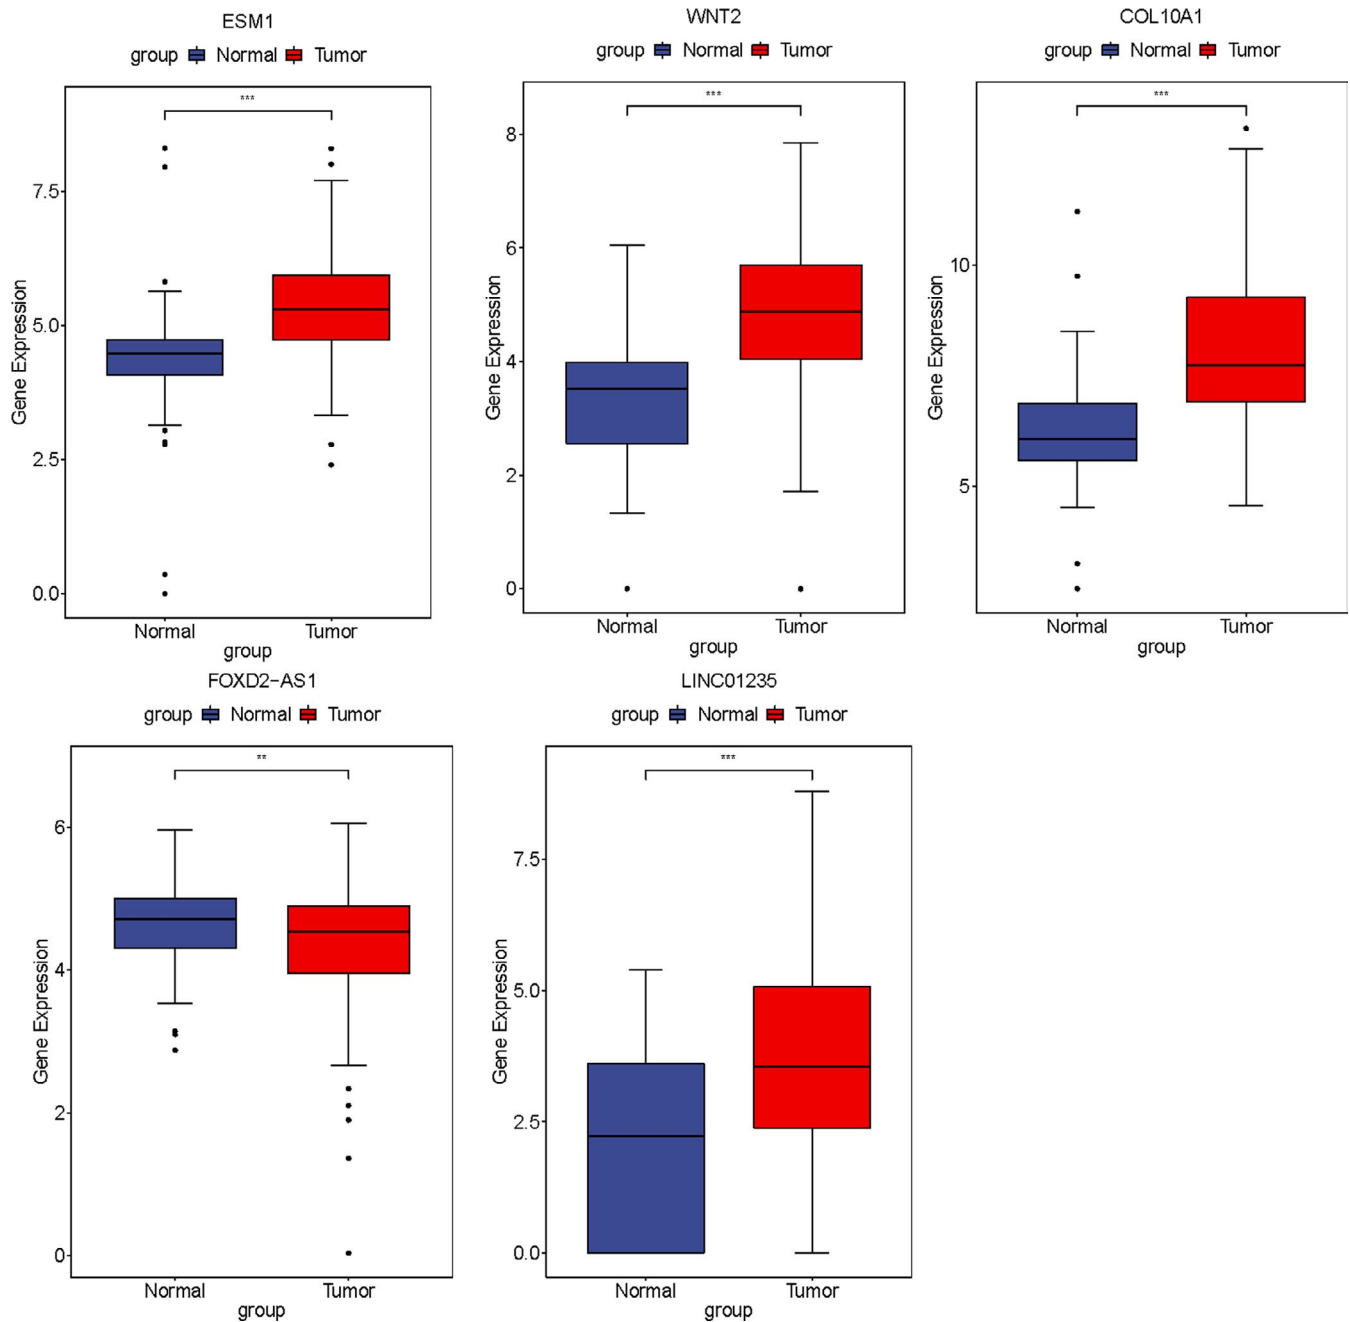 ESM1
group Normal Tumor
***
7.5
5.0
2.5
0.0
Gene Expression
Normal Tumor
group
WNT2
group Normal Tumor
***
8
6
4
2
0
Gene Expression
Normal Tumor
group
COL10A1
group Normal Tumor
***
10
5
Gene Expression
Normal Tumor
group
FOXD2−AS1
group Normal Tumor
**
6
4
2
0
Gene Expression
Normal Tumor
group
LINC01235
group Normal Tumor
***
7.5
5.0
2.5
0.0
Gene Expression
Normal Tumor
group